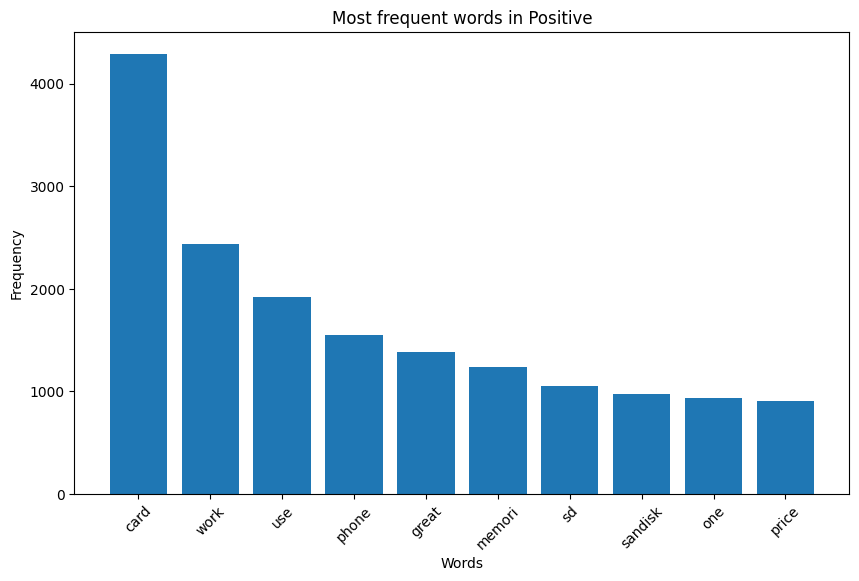 Most frequent words in Positive
Frequency
4000
3000
2000
1000
0
card
work
use
phone
great
memori
sd
sandisk
one
price
Words